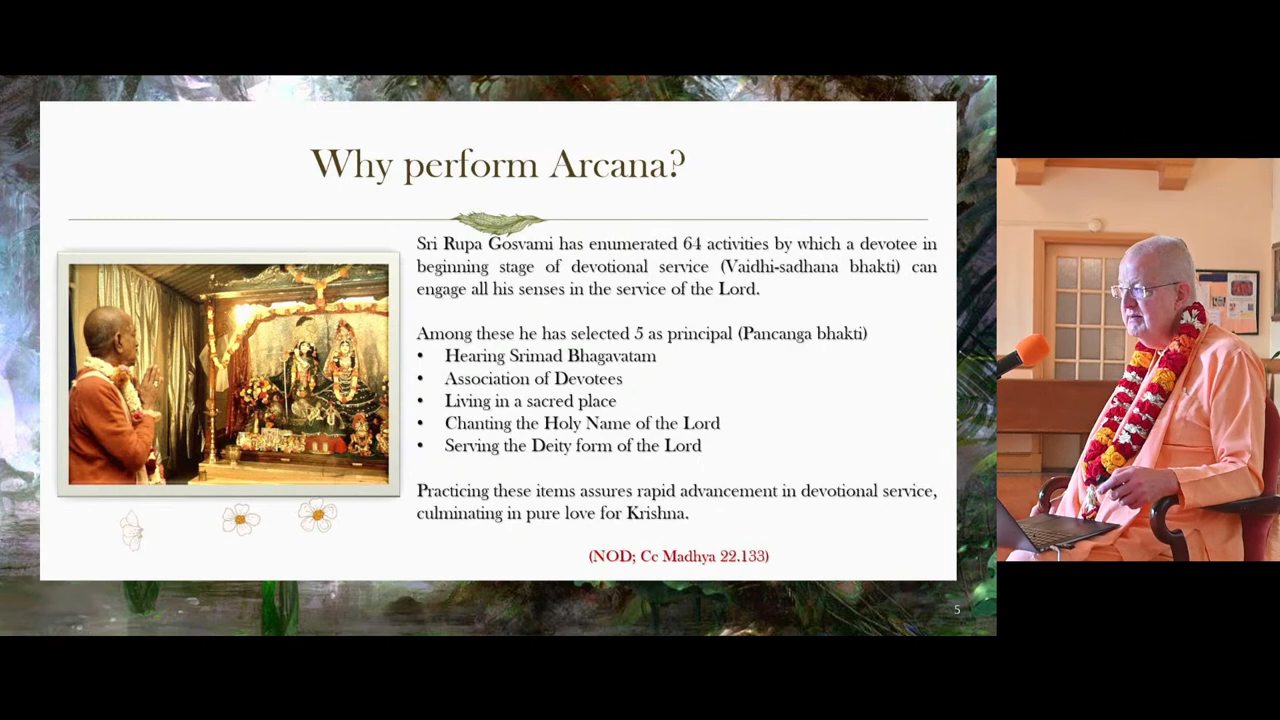 Why perform Arcana?
Sri Rupa Gosvami has enumerated 64 activities by which a devotee in
beginning stage of devotional service (Vaidhi-sadhana bhakti) can
engage all his senses in the service of the Lord.
Among these he has selected 5 as principal (Pancanga bhakti)
• Hearing Srimad Bhagavatam
• Association of Devotees
• Living in a sacred place
• Chanting the Holy Name of the Lord
• Serving the Deity form of the Lord
Practicing these items assures rapid advancement in devotional service,
culminating in pure love for Krishna.
(NOD; Cc Madhya 22.133)
5